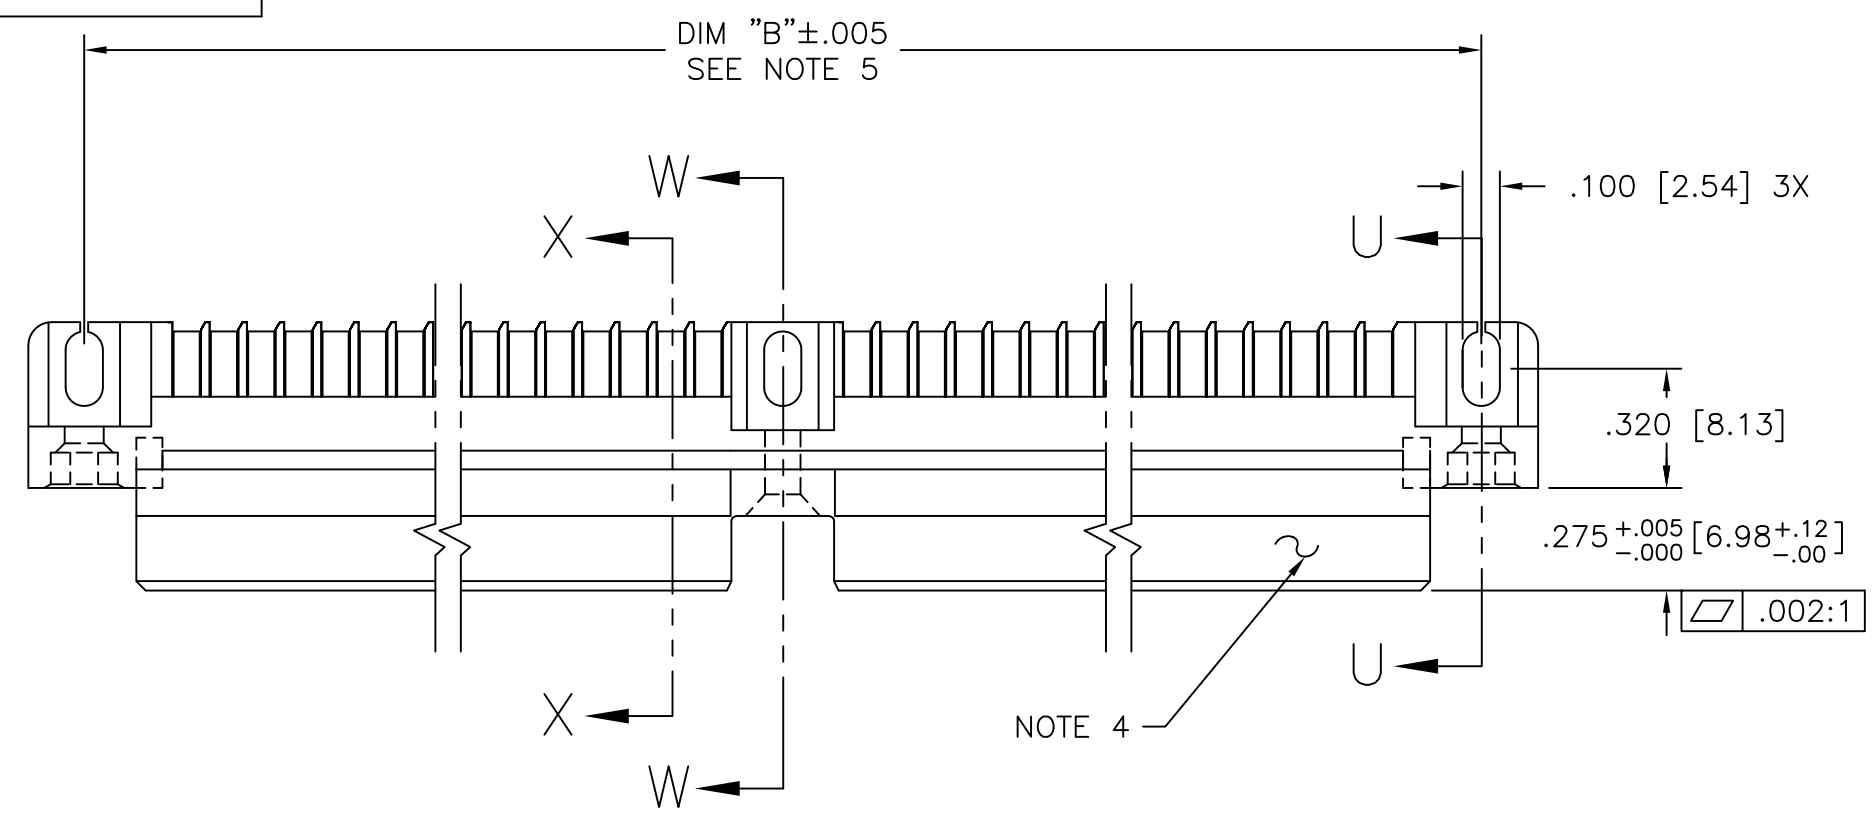 DIM ”B”±.005
SEE NOTE 5
W
X
U
.100 [2.54] 3X
.320 [8.13]
.275 +.005 -.000 [6.98 +.12 -.00]
.002:1
U
X
NOTE 4
W